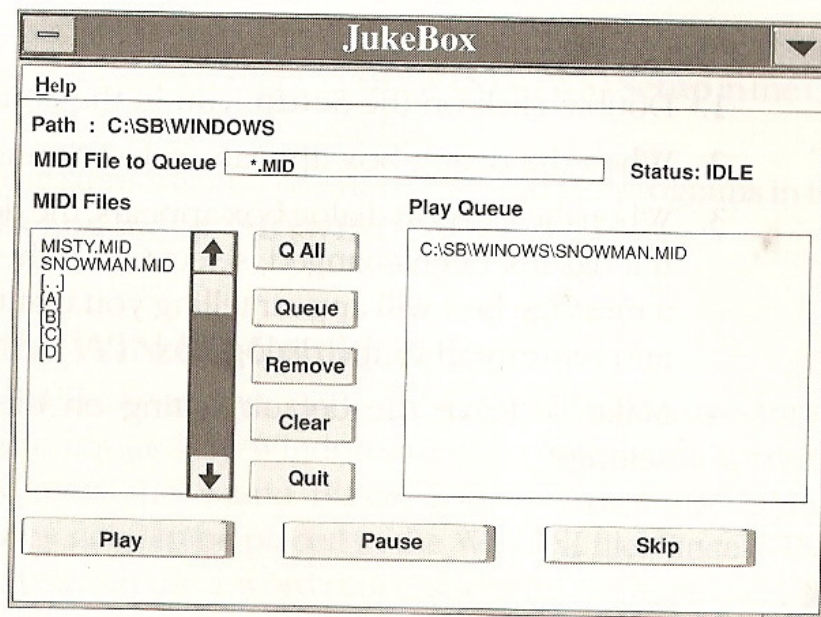 JukeBox
Help
Path : C:\SB\WINDOWS
MIDI File to Queue *.MID Status: IDLE
MIDI Files
MISTY.MID
SNOWMAN.MID
[..]
[A]
[B]
[C]
[D]
Q All
Queue
Remove
Clear
Quit
Play Queue
C:\SB\WINOWS\SNOWMAN.MID
Play Pause Skip